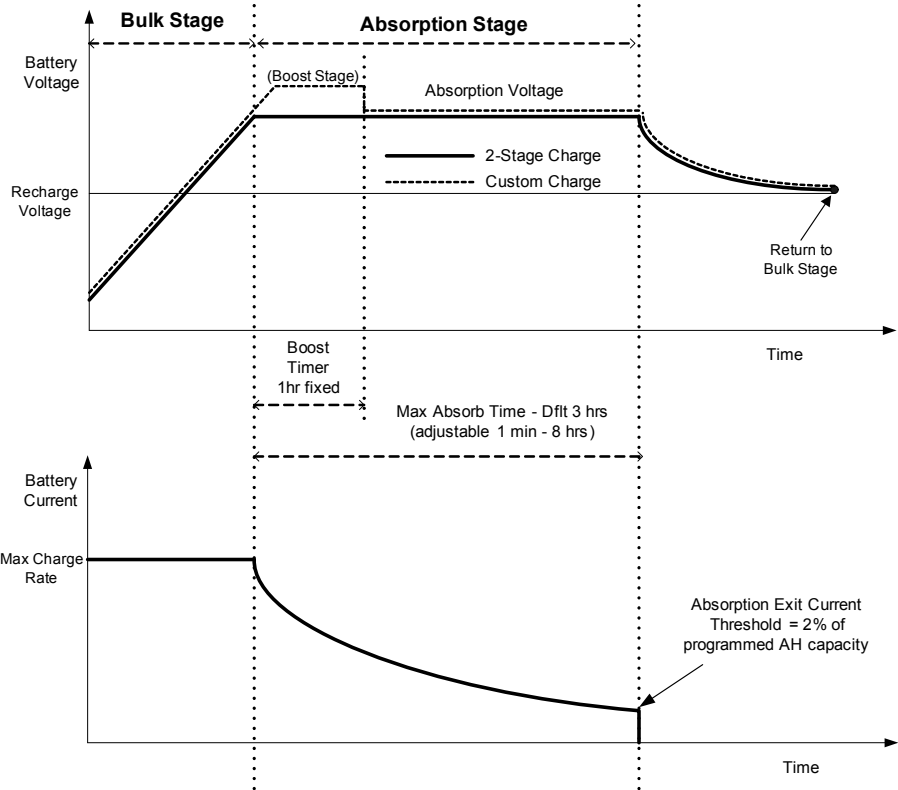 Bulk Stage
Absorption Stage
Battery
Voltage
(Boost Stage)
Absorption Voltage
2-Stage Charge
Custom Charge
Recharge
Voltage
Return to
Bulk Stage
Time
Boost
Timer
1hr fixed
Max Absorb Time - Dflt 3 hrs
(adjustable 1 min - 8 hrs)
Battery
Current
Max Charge
Rate
Absorption Exit Current
Threshold = 2% of
programmed AH capacity
Time